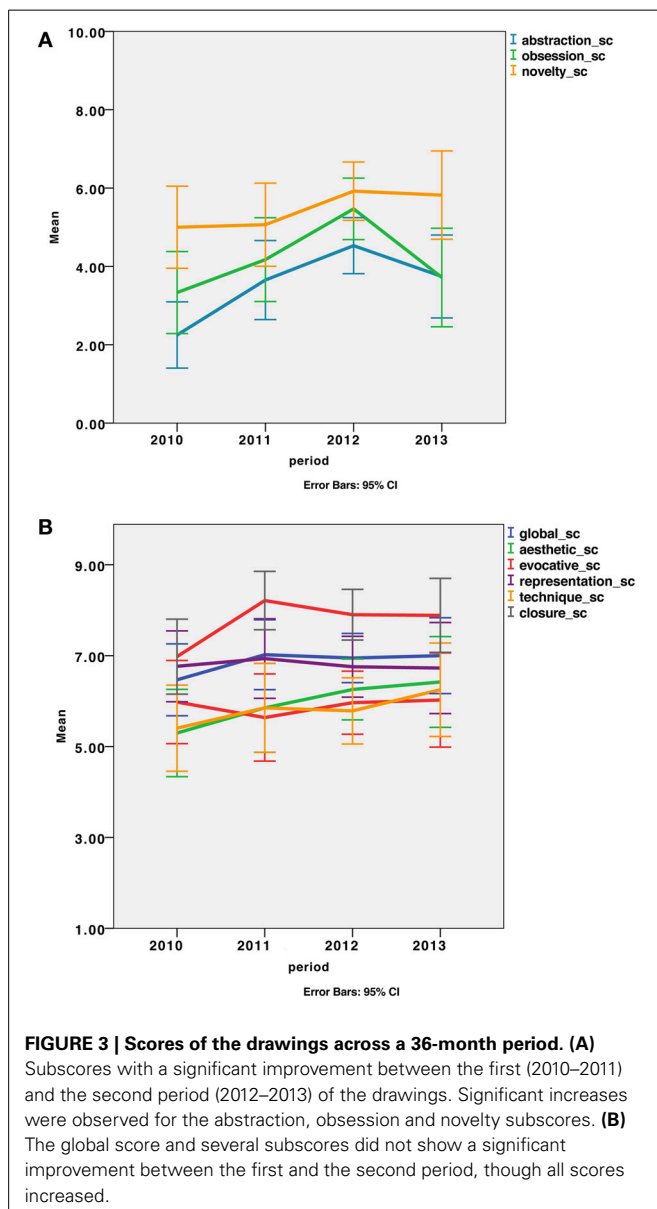 A
10.00
8.00
6.00
4.00
2.00
0.00
Mean
2010 2011 2012 2013
period
Error Bars: 95% CI
abstraction_sc
obsession_sc
novelty_sc
B
9.00
7.00
5.00
3.00
1.00
Mean
2010 2011 2012 2013
period
Error Bars: 95% CI
global_sc
aesthetic_sc
evocative_sc
representation_sc
technique_sc
closure_sc
FIGURE 3 | Scores of the drawings across a 36-month period. (A)
Subscores with a significant improvement between the first (2010–2011)
and the second period (2012–2013) of the drawings. Significant increases
were observed for the abstraction, obsession and novelty subscores. (B)
The global score and several subscores did not show a significant
improvement between the first and the second period, though all scores
increased.